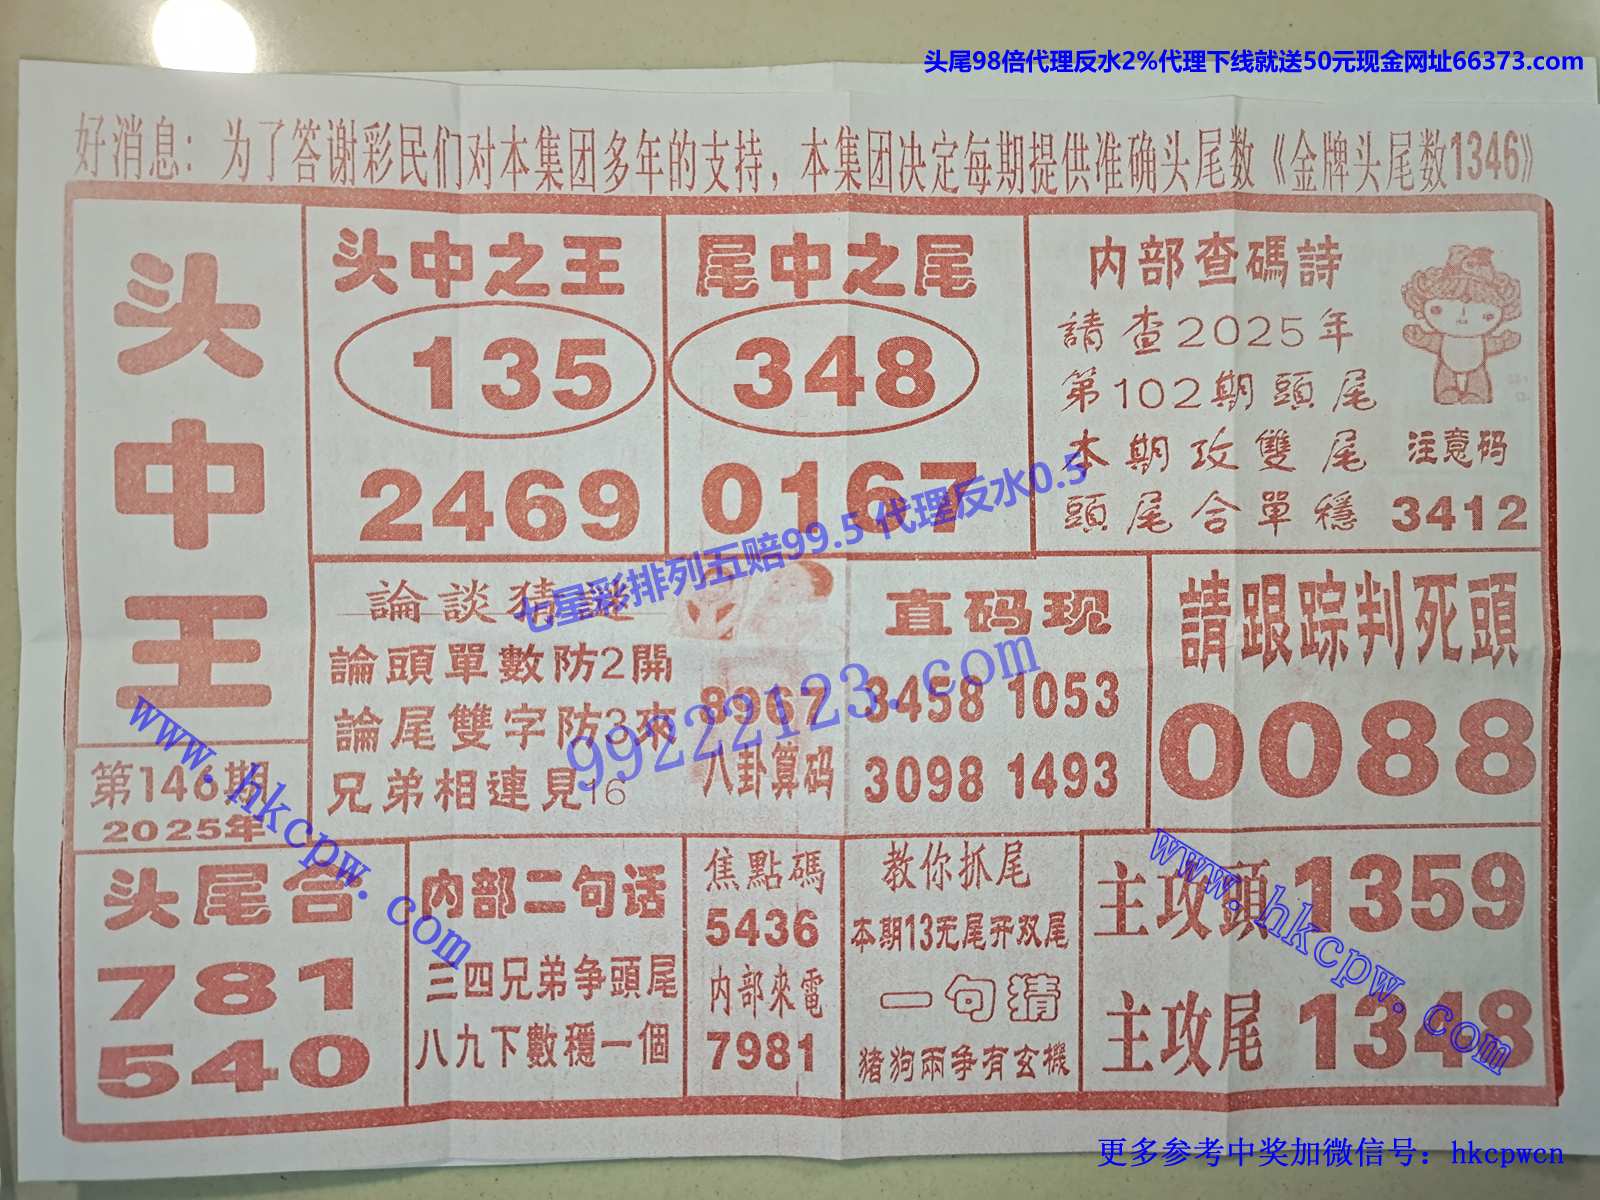 头尾98倍代理反水2%代理下线就送50元现金网址66373.com
好消息：为了答谢彩民们对本集团多年的支持，本集团决定每期提供准确头尾数《金牌头尾数1346》
头中王
第146期
2025年
头中之王
135
2469
尾中之尾
348
0167
内部查碼詩
請查2025年
第102期頭尾
本期攻雙尾
頭尾合單穩
注意码
3412
論談猜謎
論頭單數防2開
論尾雙字防3來
兄弟相連見16
8967
八卦算码
直码现
3458 1053
3098 1493
請跟踪判死頭
0088
头尾合
781
540
内部二句话
三四兄弟争頭尾
八九下數穩一個
焦點碼
5436
内部來電
7981
教你抓尾
本期13无尾开双尾
一句猜
猪狗兩争有玄機
主攻頭1359
主攻尾1348
七星彩排列五赔99.5 代理反水0.5
99222123.com
www.hkcpw.com
www.hkcpw.com
更多参考中奖加微信号：hkcpwcn